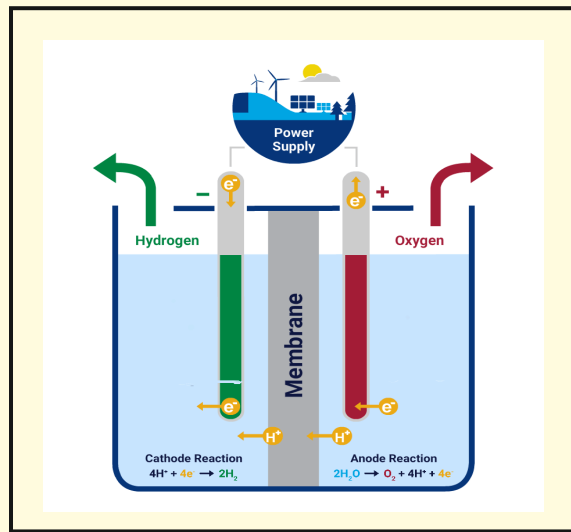 Power
Supply
e⁻
e⁻
−
+
Hydrogen
Oxygen
Membrane
e⁻
e⁻
H⁺
H⁺
Cathode Reaction
4H⁺ + 4e⁻ → 2H₂
Anode Reaction
2H₂O → O₂ + 4H⁺ + 4e⁻